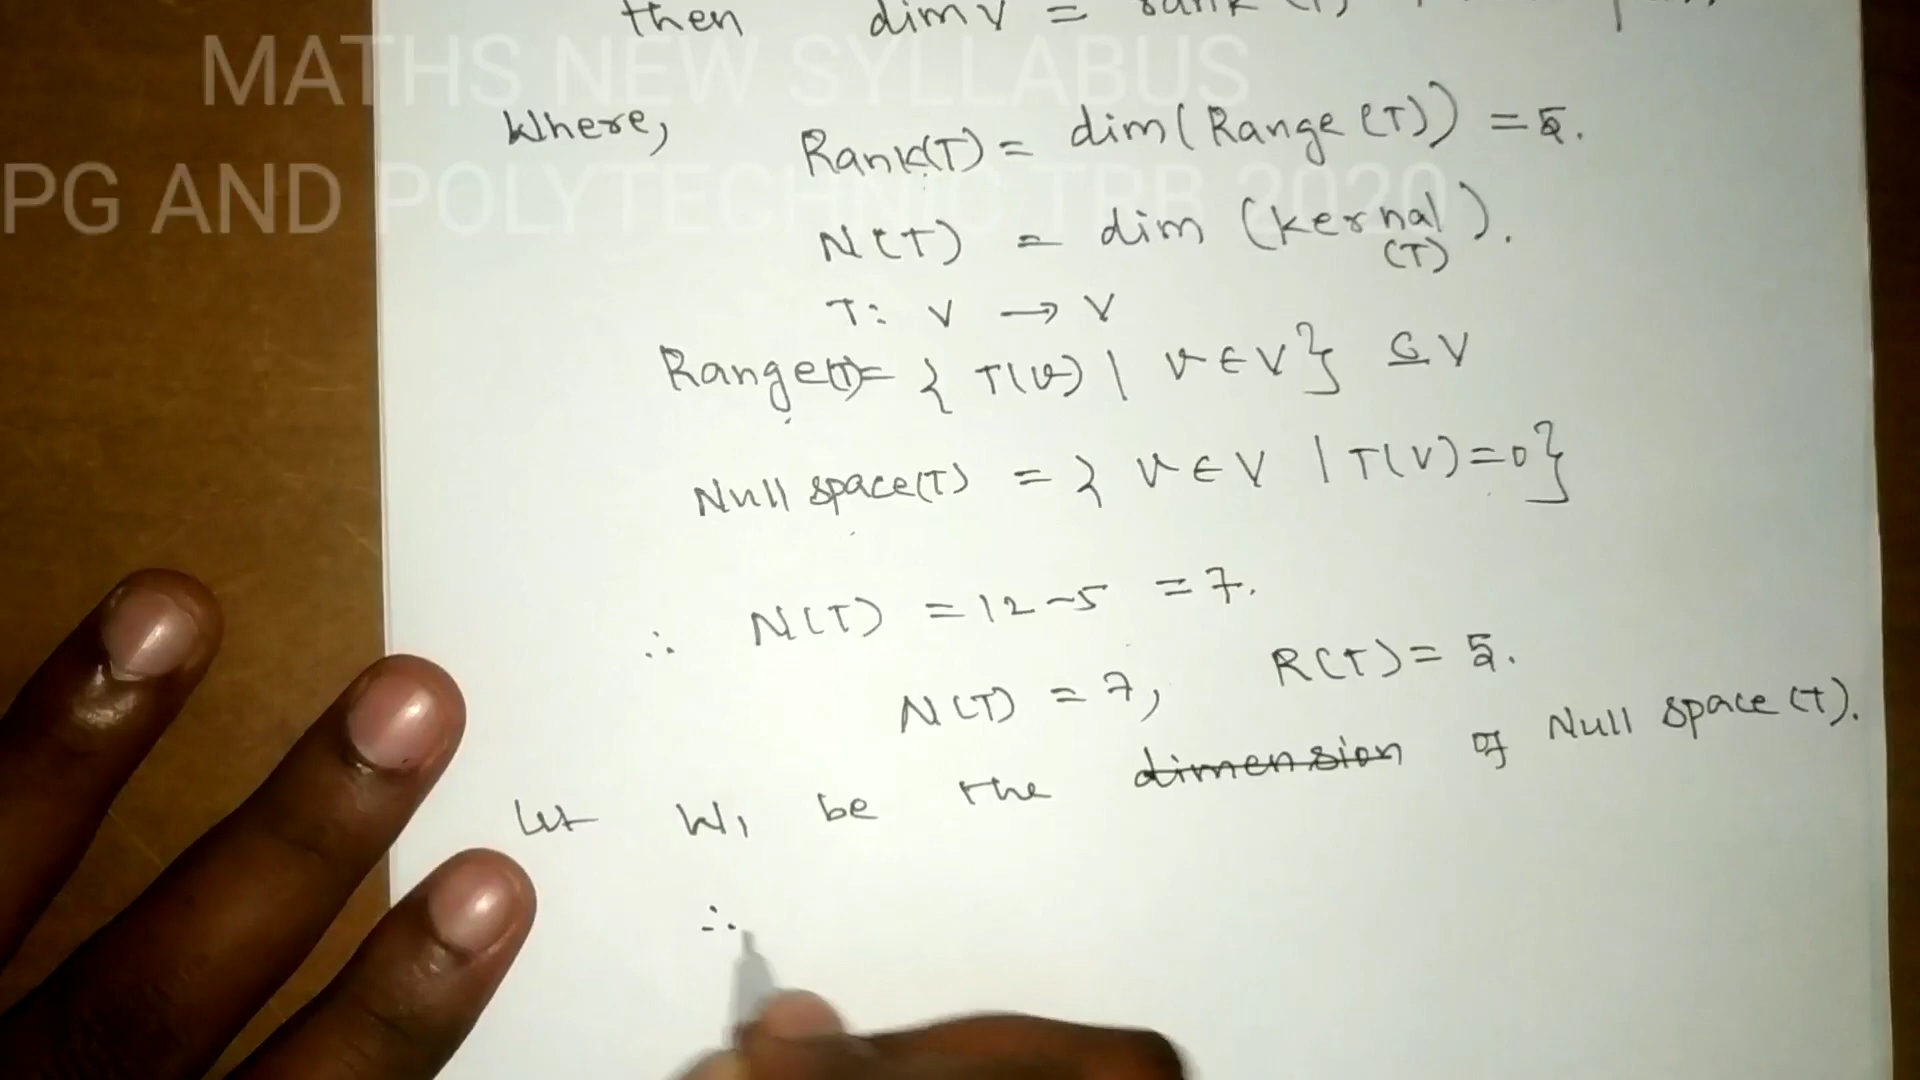 then dim V = rank (T)
MATHS NEW SYLLABUS
Where, Rank(T) = dim(Range (T)) = 5.
PG AND POLYTECHNIC TRB 2020
N(T) = dim (kernal (T)).
T: V → V
Range(T) = { T(v) | v ∈ V } ⊆ V
Null space(T) = { v ∈ V | T(V) = 0 }
∴ N(T) = 12 - 5 = 7.
N(T) = 7, R(T) = 5.
Let W1 be the dimension of Null space (T).
∴